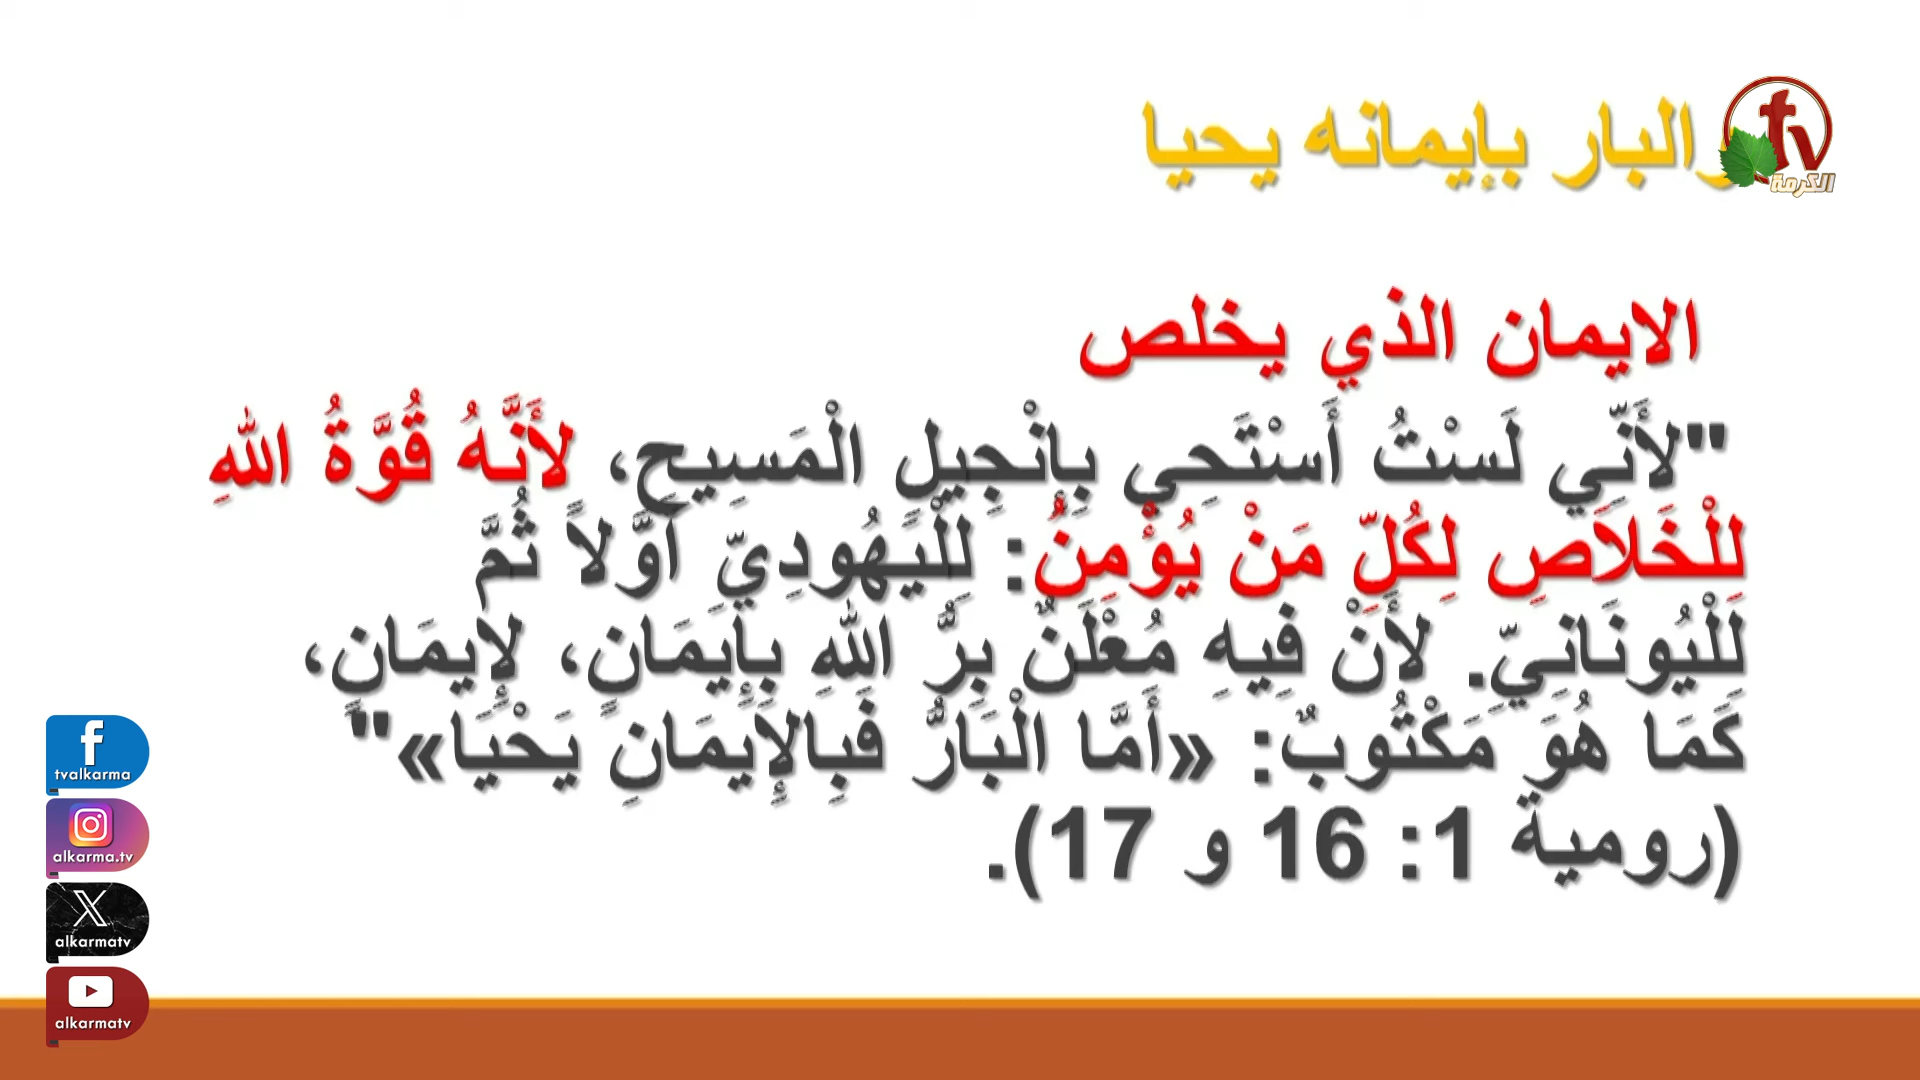 والبار بإيمانه يحيا
tv
الكرمة
الايمان الذي يخلص
"لأَنِّي لَسْتُ أَسْتَحِي بِإِنْجِيلِ الْمَسِيحِ، لأَنَّهُ قُوَّةُ اللهِ
لِلْخَلاَصِ لِكُلِّ مَنْ يُؤْمِنُ: لِلْيَهُودِيِّ أَوَّلاً ثُمَّ
لِلْيُونَانِيِّ. لأَنْ فِيهِ مُعْلَنٌ بِرُّ اللهِ بِإِيمَانٍ، لإِيمَانٍ،
كَمَا هُوَ مَكْتُوبٌ: «أَمَّا الْبَارُّ فَبِالإِيمَانِ يَحْيَا»"
(رومية 1: 16 و 17).
tvalkarma
alkarma.tv
alkarmatv
alkarmatv